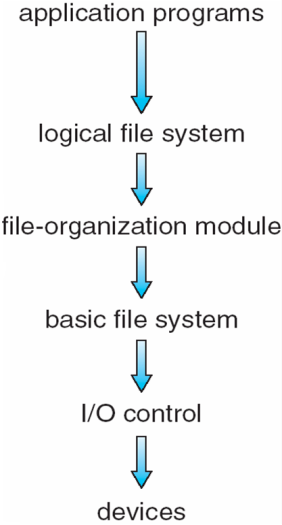 application programs
logical file system
file-organization module
basic file system
I/O control
devices